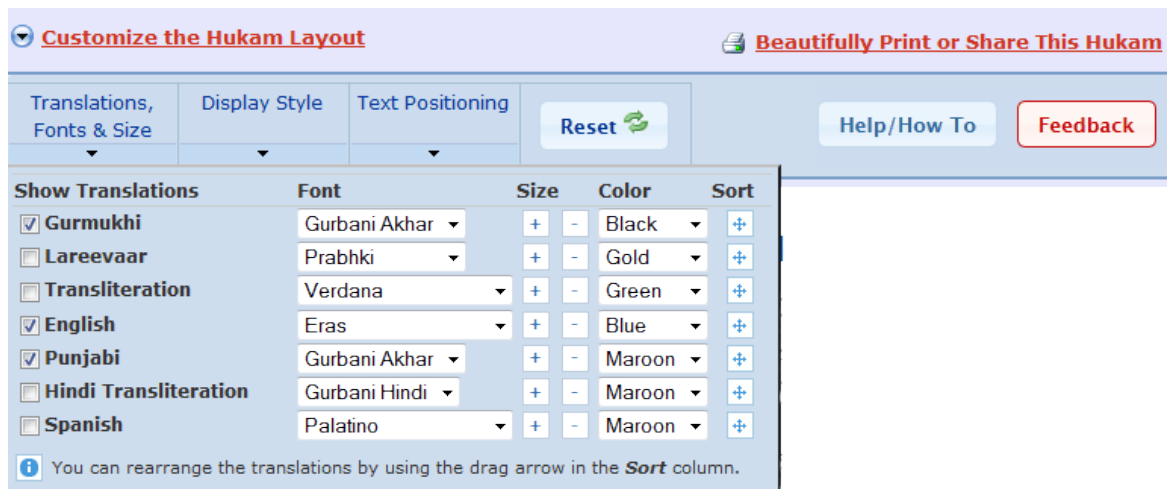 Customize the Hukam Layout
Beautifully Print or Share This Hukam
Translations,
Fonts & Size
Display Style
Text Positioning
Reset
Help/How To
Feedback
Show Translations Font Size Color Sort
Gurmukhi Gurbani Akhar + - Black
Lareevaar Prabhki + - Gold
Transliteration Verdana + - Green
English Eras + - Blue
Punjabi Gurbani Akhar + - Maroon
Hindi Transliteration Gurbani Hindi + - Maroon
Spanish Palatino + - Maroon
i You can rearrange the translations by using the drag arrow in the Sort column.